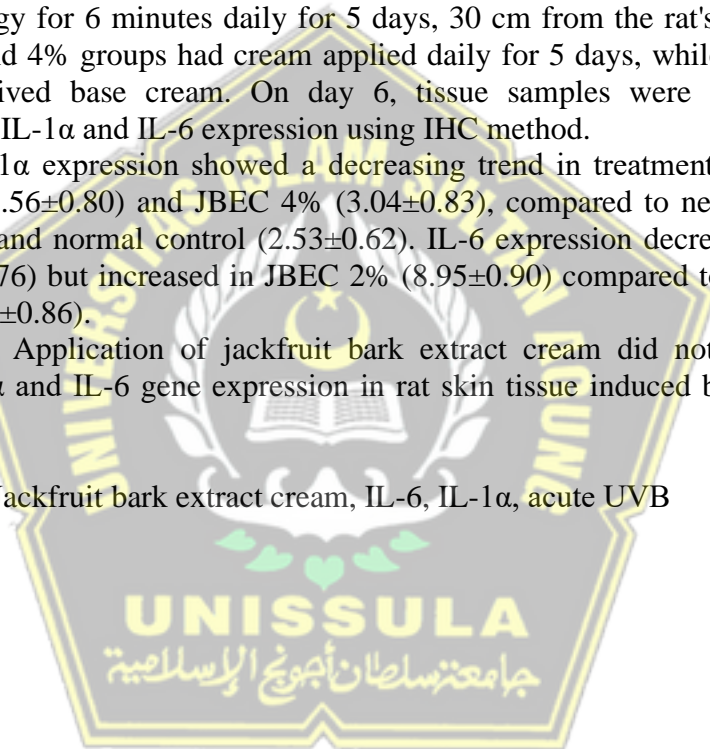 gy for 6 minutes daily for 5 days, 30 cm from the rat's
d 4% groups had cream applied daily for 5 days, while
ived base cream. On day 6, tissue samples were
IL-1α and IL-6 expression using IHC method.
1α expression showed a decreasing trend in treatment
.56±0.80) and JBEC 4% (3.04±0.83), compared to ne
and normal control (2.53±0.62). IL-6 expression decre
76) but increased in JBEC 2% (8.95±0.90) compared to
±0.86).
Application of jackfruit bark extract cream did not
α and IL-6 gene expression in rat skin tissue induced b
Jackfruit bark extract cream, IL-6, IL-1α, acute UVB
UNIVERSITAS ISLAM SULTAN AGUNG
UNISSULA
جامعة سلطان أجونج الإسلامية